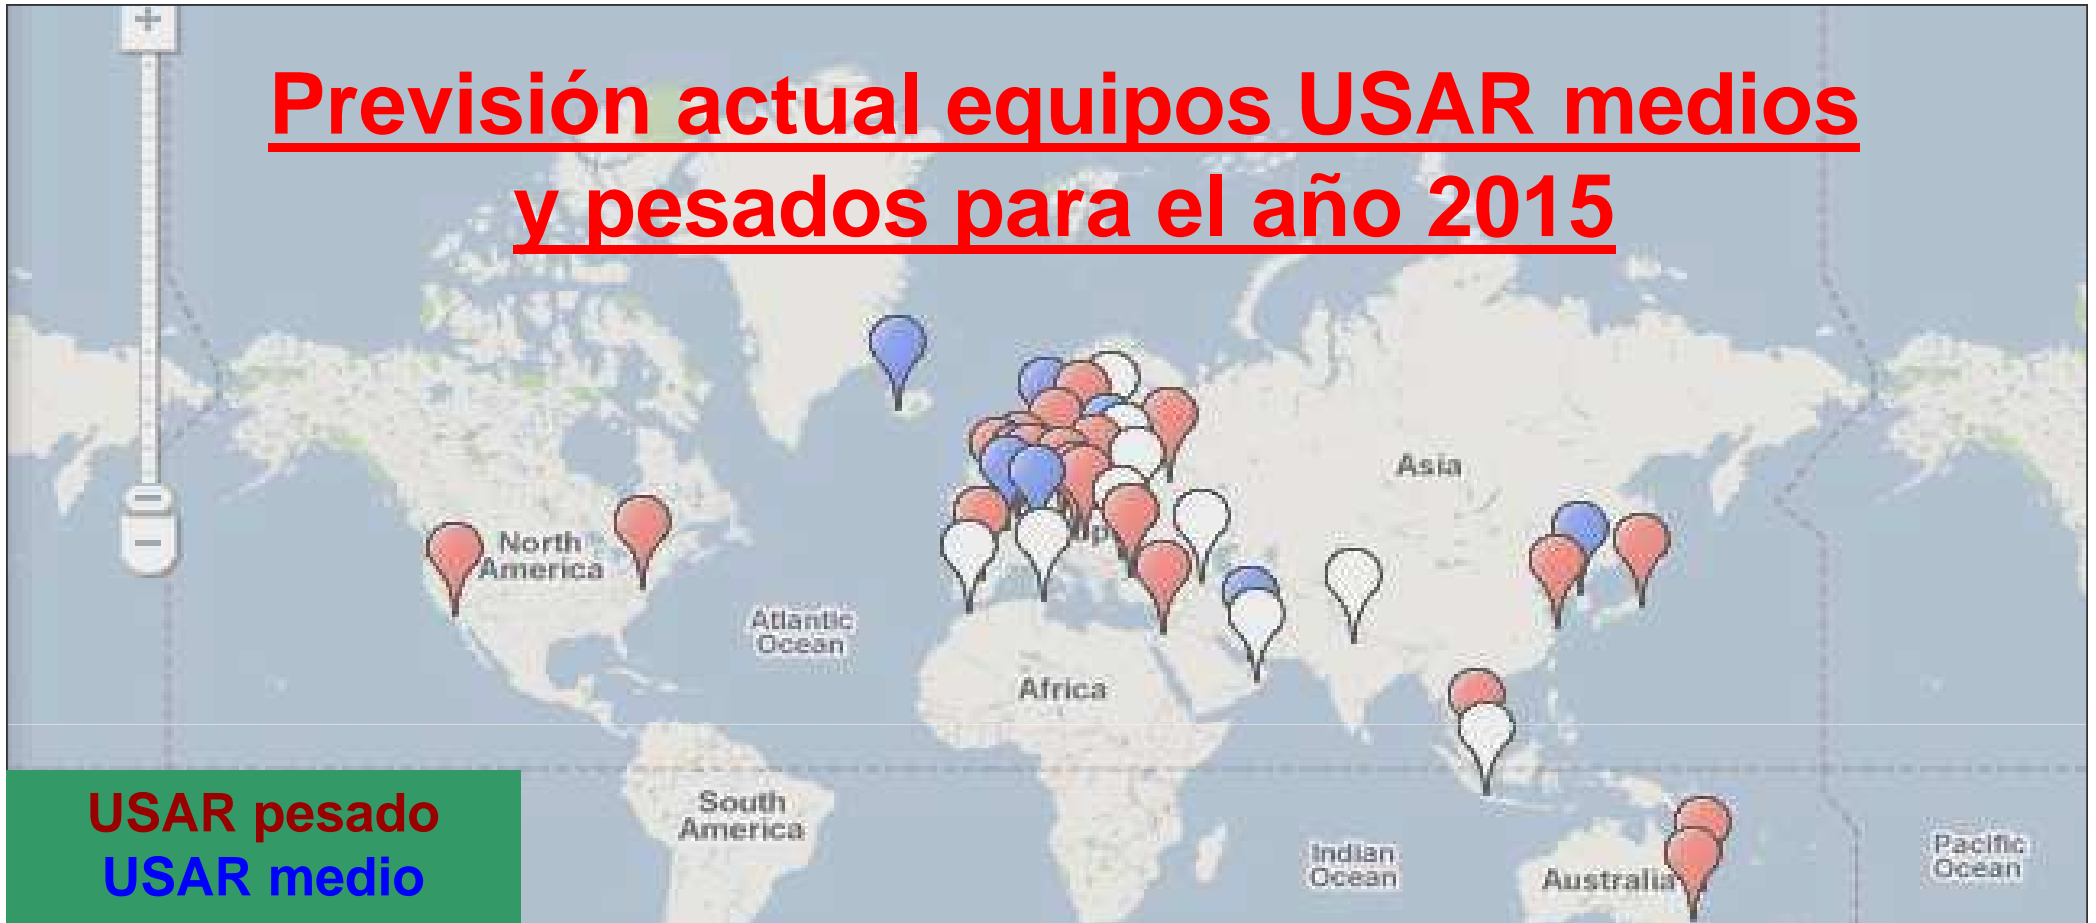 Previsión actual equipos USAR medios
y pesados para el año 2015
Asia
North
America
Atlantic
Ocean
Africa
South
America
Indian
Ocean
Australia
Pacific
Ocean
USAR pesado
USAR medio